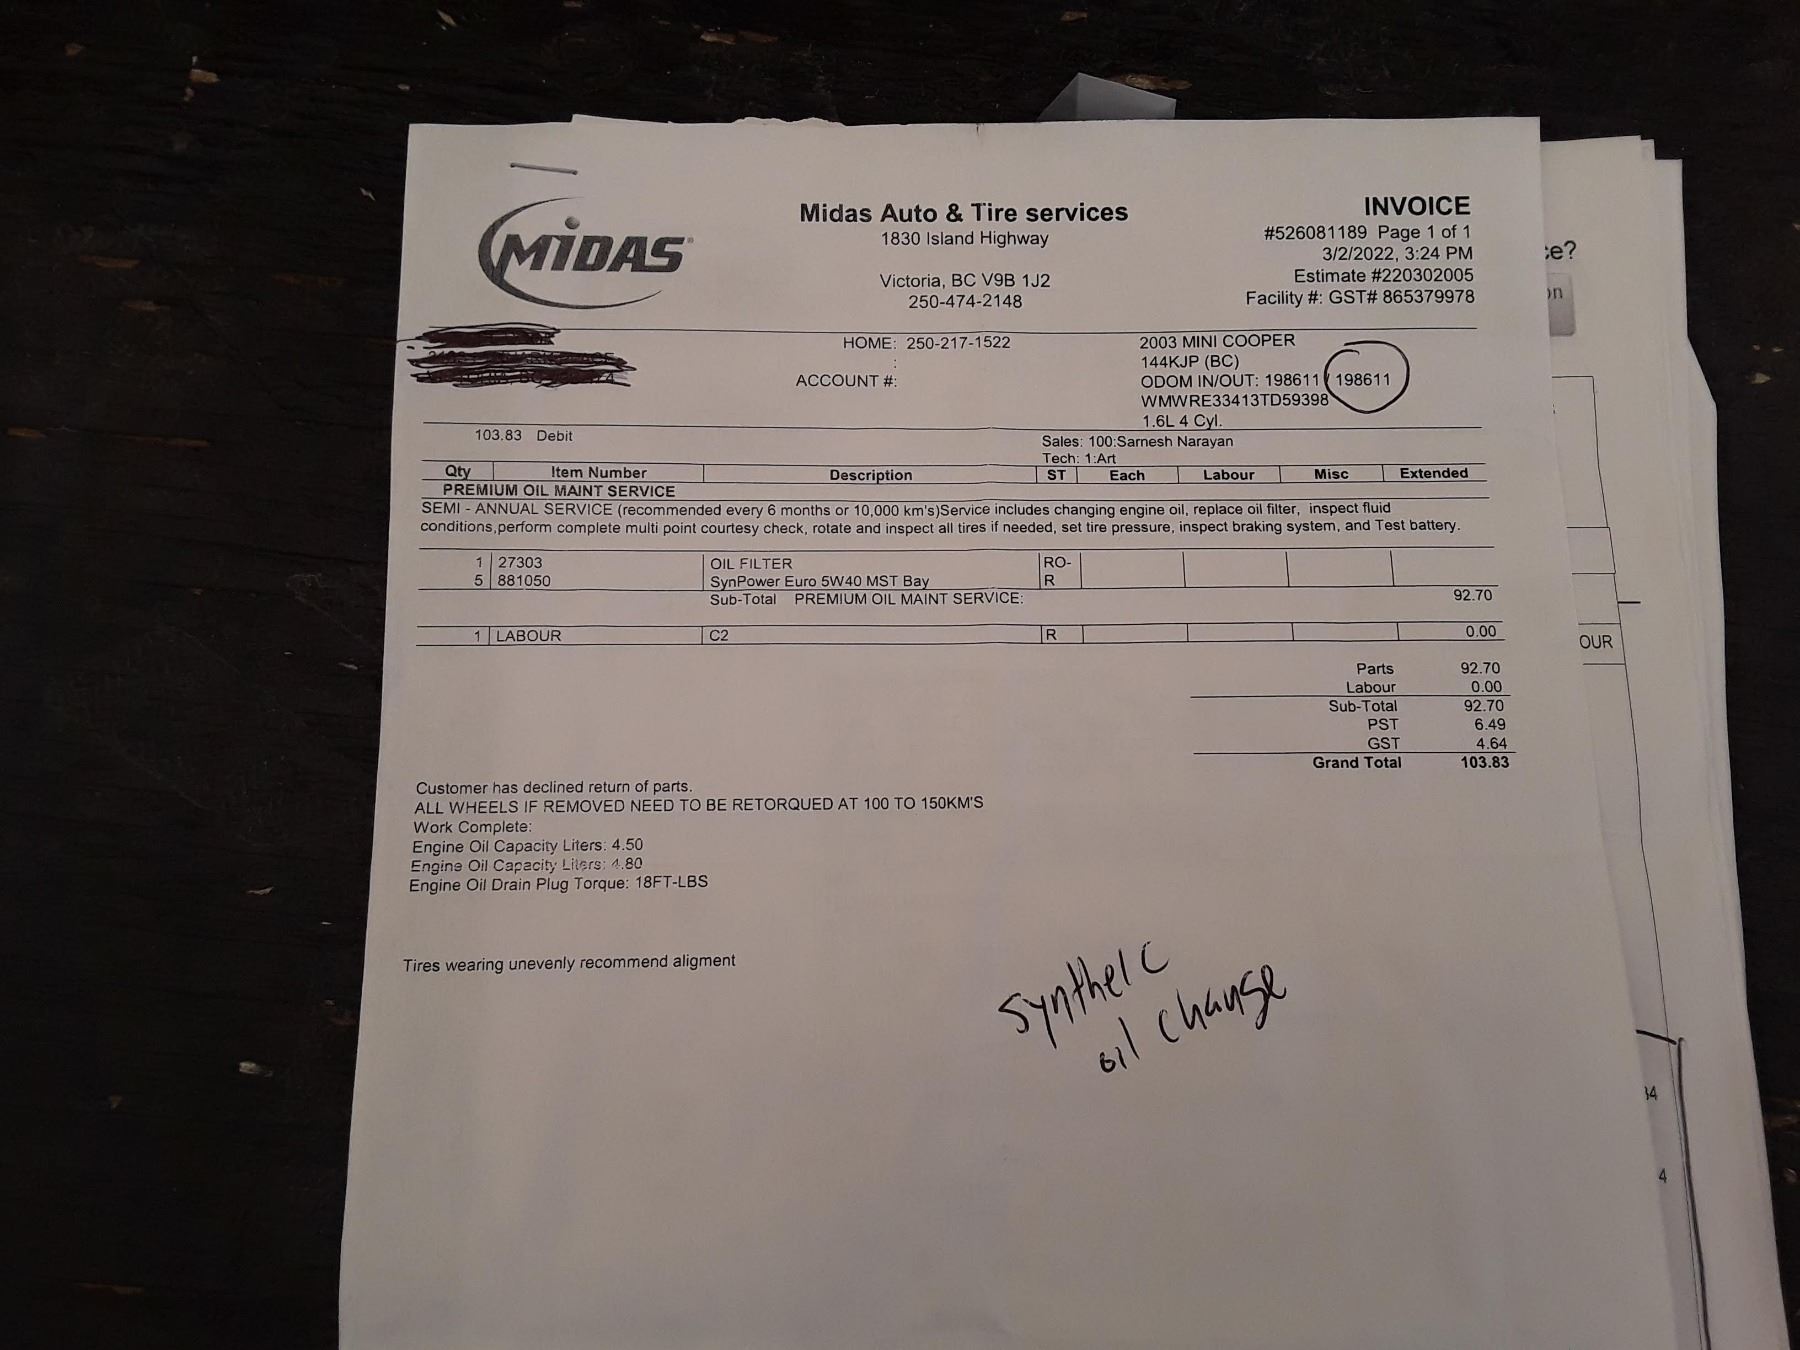 MiDAS
Midas Auto & Tire services
1830 Island Highway
Victoria, BC V9B 1J2
250-474-2148
INVOICE
#526081189 Page 1 of 1
3/2/2022, 3:24 PM
Estimate #220302005
Facility #: GST# 865379978
HOME: 250-217-1522
:
ACCOUNT #:
2003 MINI COOPER
144KJP (BC)
ODOM IN/OUT: 198611 / 198611
WMWRE33413TD59398
1.6L 4 Cyl.
103.83 Debit
Sales: 100:Sarnesh Narayan
Tech: 1:Art
Qty Item Number Description ST Each Labour Misc Extended
PREMIUM OIL MAINT SERVICE
SEMI - ANNUAL SERVICE (recommended every 6 months or 10,000 km's)Service includes changing engine oil, replace oil filter, inspect fluid
conditions,perform complete multi point courtesy check, rotate and inspect all tires if needed, set tire pressure, inspect braking system, and Test battery.
1 27303 OIL FILTER RO-
5 881050 SynPower Euro 5W40 MST Bay R
Sub-Total PREMIUM OIL MAINT SERVICE: 92.70
1 LABOUR C2 R 0.00
Parts 92.70
Labour 0.00
Sub-Total 92.70
PST 6.49
GST 4.64
Grand Total 103.83
Customer has declined return of parts.
ALL WHEELS IF REMOVED NEED TO BE RETORQUED AT 100 TO 150KM'S
Work Complete:
Engine Oil Capacity Liters: 4.50
Engine Oil Capacity Liters: 4.80
Engine Oil Drain Plug Torque: 18FT-LBS
Tires wearing unevenly recommend aligment
Synthetc
oil change
ce?
on
OUR
34
4